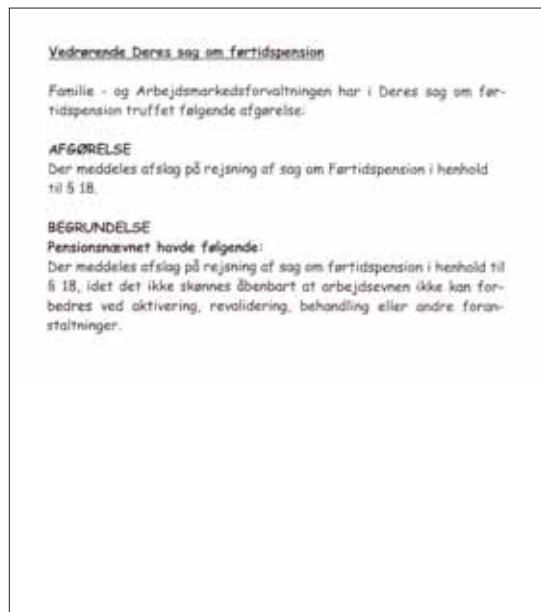 Vedrørende Deres sag om førtidspension
Familie - og Arbejdsmarkedsforvaltningen har i Deres sag om før-
tidspension truffet følgende afgørelse:
AFGØRELSE
Der meddeles afslag på rejsning af sag om Førtidspension i henhold
til § 18.
BEGRUNDELSE
Pensionsnævnet havde følgende:
Der meddeles afslag på rejsning af sag om førtidspension i henhold til
§ 18, idet det ikke skønnes åbenbart at arbejdsevnen ikke kan for-
bedres ved aktivering, revalidering, behandling eller andre foran-
staltninger.